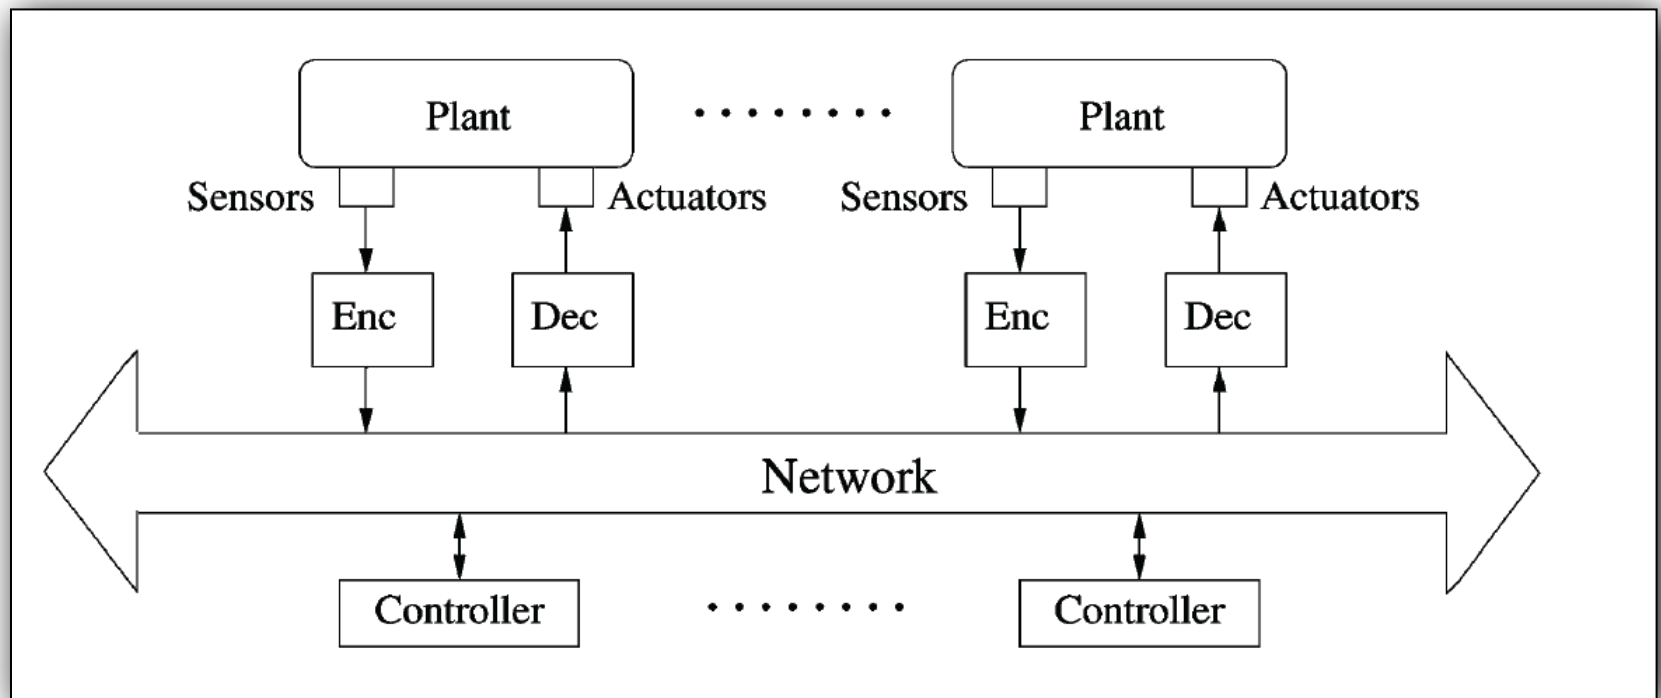 Plant
Plant
Sensors
Actuators
Sensors
Actuators
Enc
Dec
Enc
Dec
Network
Controller
Controller